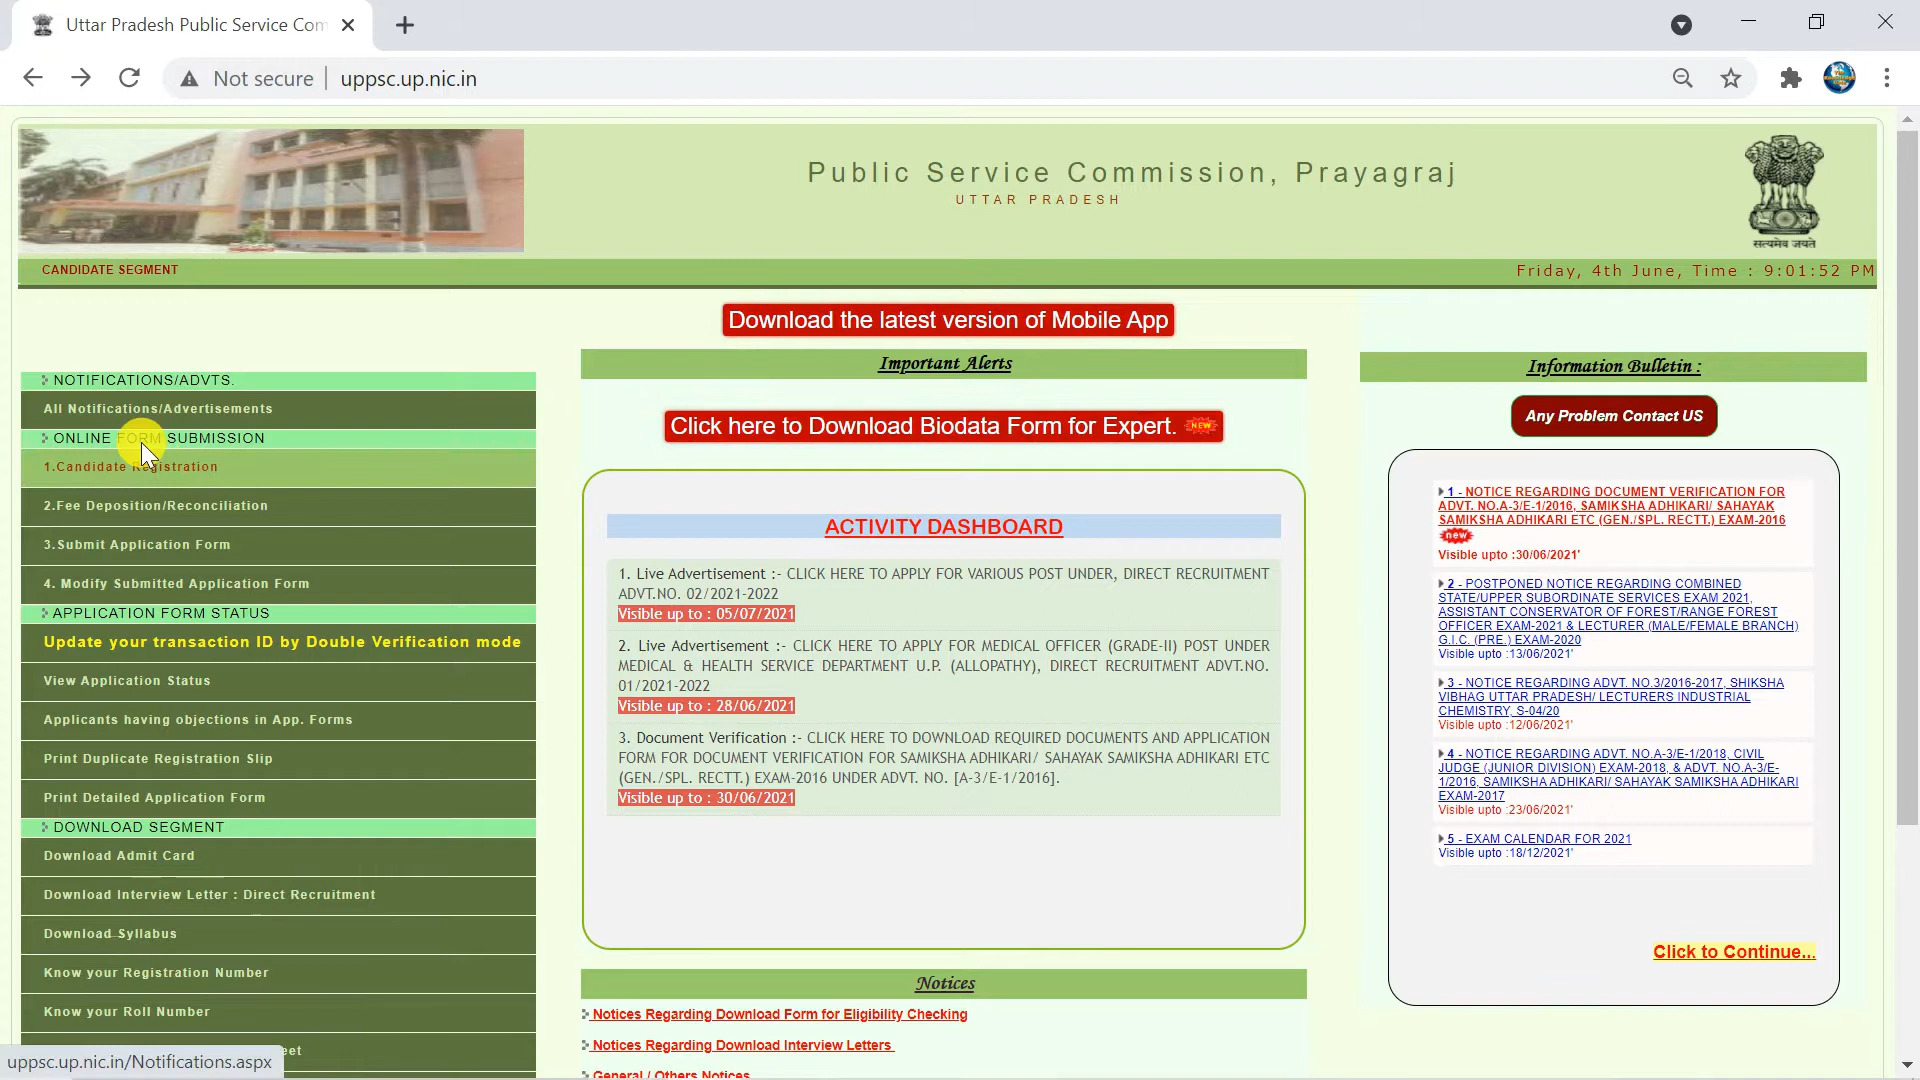 Uttar Pradesh Public Service Com
Not secure
uppsc.up.nic.in
Public Service Commission, Prayagraj
UTTAR PRADESH
सत्यमेव जयते
CANDIDATE SEGMENT
Friday, 4th June, Time : 9:01:52 PM
NOTIFICATIONS/ADVTS.
All Notifications/Advertisements
ONLINE FORM SUBMISSION
1.Candidate Registration
2.Fee Deposition/Reconciliation
3.Submit Application Form
4. Modify Submitted Application Form
APPLICATION FORM STATUS
Update your transaction ID by Double Verification mode
View Application Status
Applicants having objections in App. Forms
Print Duplicate Registration Slip
Print Detailed Application Form
DOWNLOAD SEGMENT
Download Admit Card
Download Interview Letter : Direct Recruitment
Download Syllabus
Know your Registration Number
Know your Roll Number
eet
uppsc.up.nic.in/Notifications.aspx
Download the latest version of Mobile App
Important Alerts
Click here to Download Biodata Form for Expert. NEW
ACTIVITY DASHBOARD
1. Live Advertisement :- CLICK HERE TO APPLY FOR VARIOUS POST UNDER, DIRECT RECRUITMENT
ADVT.NO. 02/2021-2022
Visible up to : 05/07/2021
2. Live Advertisement :- CLICK HERE TO APPLY FOR MEDICAL OFFICER (GRADE-II) POST UNDER
MEDICAL & HEALTH SERVICE DEPARTMENT U.P. (ALLOPATHY), DIRECT RECRUITMENT ADVT.NO.
01/2021-2022
Visible up to : 28/06/2021
3. Document Verification :- CLICK HERE TO DOWNLOAD REQUIRED DOCUMENTS AND APPLICATION
FORM FOR DOCUMENT VERIFICATION FOR SAMIKSHA ADHIKARI/ SAHAYAK SAMIKSHA ADHIKARI ETC
(GEN./SPL. RECTT.) EXAM-2016 UNDER ADVT. NO. [A-3/E-1/2016].
Visible up to : 30/06/2021
Notices
Notices Regarding Download Form for Eligibility Checking
Notices Regarding Download Interview Letters
General / Others Notices
Information Bulletin :
Any Problem Contact US
1 - NOTICE REGARDING DOCUMENT VERIFICATION FOR
ADVT. NO.A-3/E-1/2016, SAMIKSHA ADHIKARI/ SAHAYAK
SAMIKSHA ADHIKARI ETC (GEN./SPL. RECTT.) EXAM-2016
new
Visible upto :30/06/2021'
2 - POSTPONED NOTICE REGARDING COMBINED
STATE/UPPER SUBORDINATE SERVICES EXAM 2021,
ASSISTANT CONSERVATOR OF FOREST/RANGE FOREST
OFFICER EXAM-2021 & LECTURER (MALE/FEMALE BRANCH)
G.I.C. (PRE.) EXAM-2020
Visible upto :13/06/2021'
3 - NOTICE REGARDING ADVT. NO.3/2016-2017, SHIKSHA
VIBHAG UTTAR PRADESH/ LECTURERS INDUSTRIAL
CHEMISTRY, S-04/20
Visible upto :12/06/2021'
4 - NOTICE REGARDING ADVT. NO.A-3/E-1/2018, CIVIL
JUDGE (JUNIOR DIVISION) EXAM-2018, & ADVT. NO.A-3/E-
1/2016, SAMIKSHA ADHIKARI/ SAHAYAK SAMIKSHA ADHIKARI
EXAM-2017
Visible upto :23/06/2021'
5 - EXAM CALENDAR FOR 2021
Visible upto :18/12/2021'
Click to Continue...